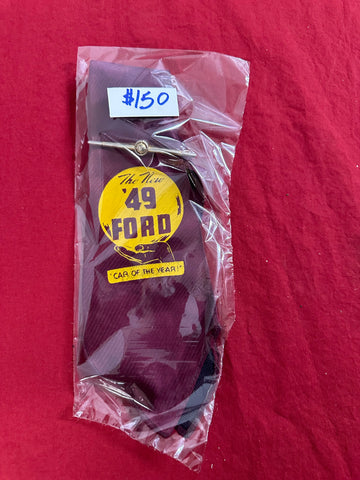 $150
The New
'49
FORD
"CAR OF THE YEAR!"